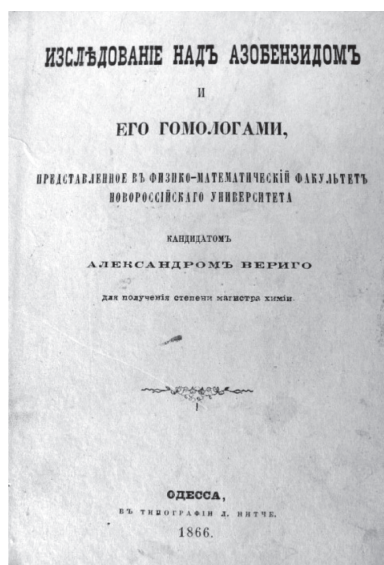 ИЗСЛѢДОВАНІЕ НАДЪ АЗОБЕНЗИДОМЪ
И
ЕГО ГОМОЛОГАМИ,
ПРЕДСТАВЛЕННОЕ ВЪ ФИЗИКО-МАТЕМАТИЧЕСКІЙ ФАКУЛЬТЕТЪ
НОВОРОССІЙСКАГО УНИВЕРСИТЕТА
КАНДИДАТОМЪ
АЛЕКСАНДРОМЪ ВЕРИГО
для полученія степени магистра химіи.
ОДЕССА,
ВЪ ТИПОГРАФІИ Л. НИТЧЕ.
1866.